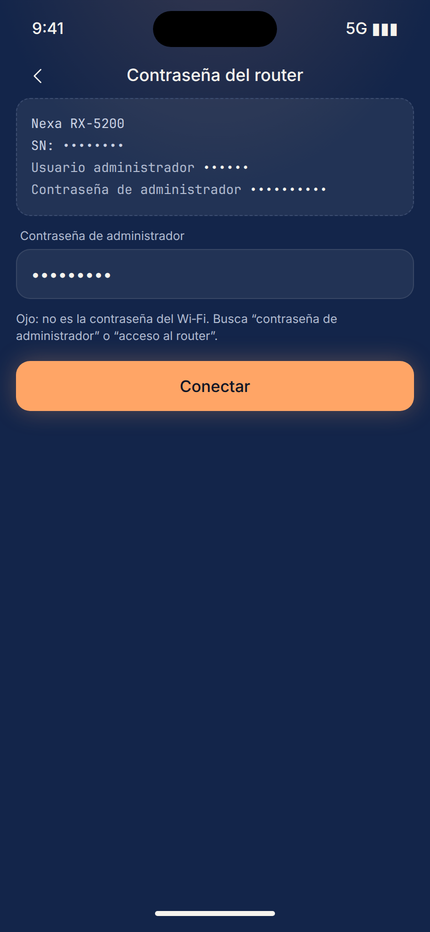 9:41
5G
Contraseña del router
Nexa RX-5200
SN: ••••••••
Usuario administrador ••••••
Contraseña de administrador ••••••••••
Contraseña de administrador
•••••••••
Ojo: no es la contraseña del Wi-Fi. Busca “contraseña de
administrador” o “acceso al router”.
Conectar